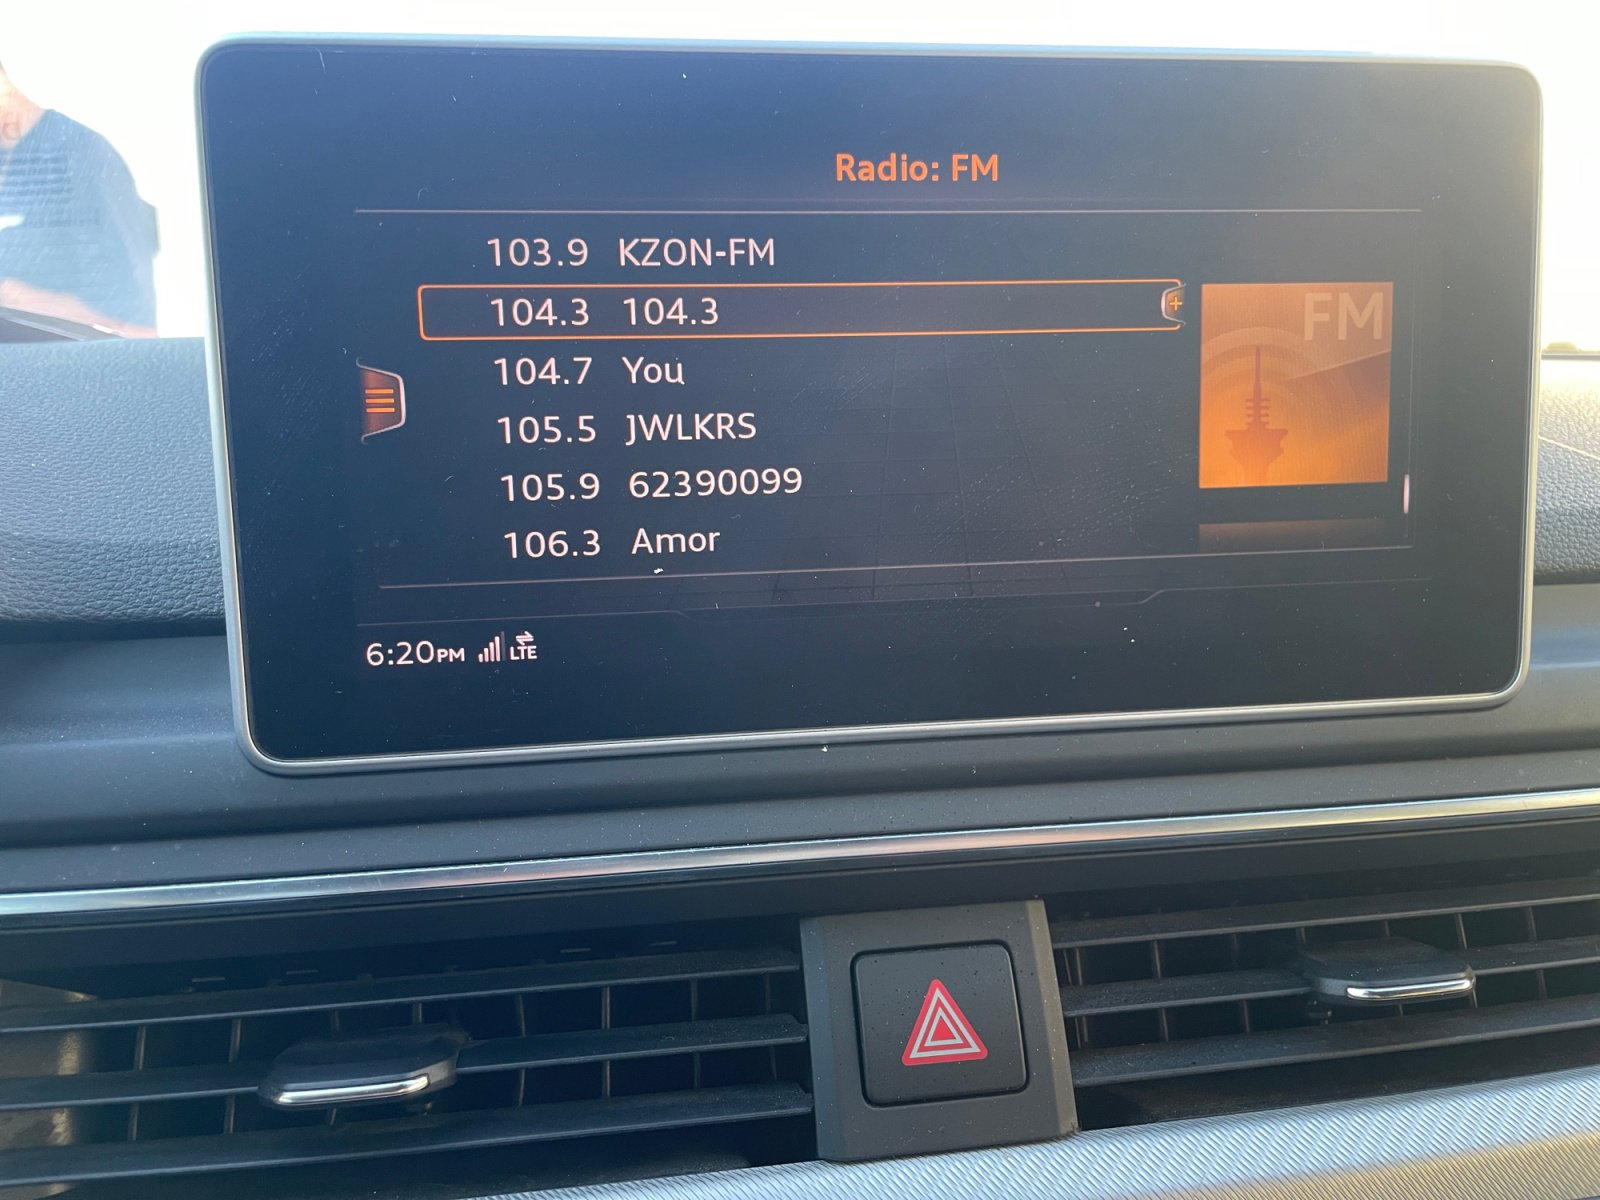 Radio: FM
103.9 KZON-FM
104.3 104.3
104.7 You
105.5 JWLKRS
105.9 62390099
106.3 Amor
FM
6:20PM LTE